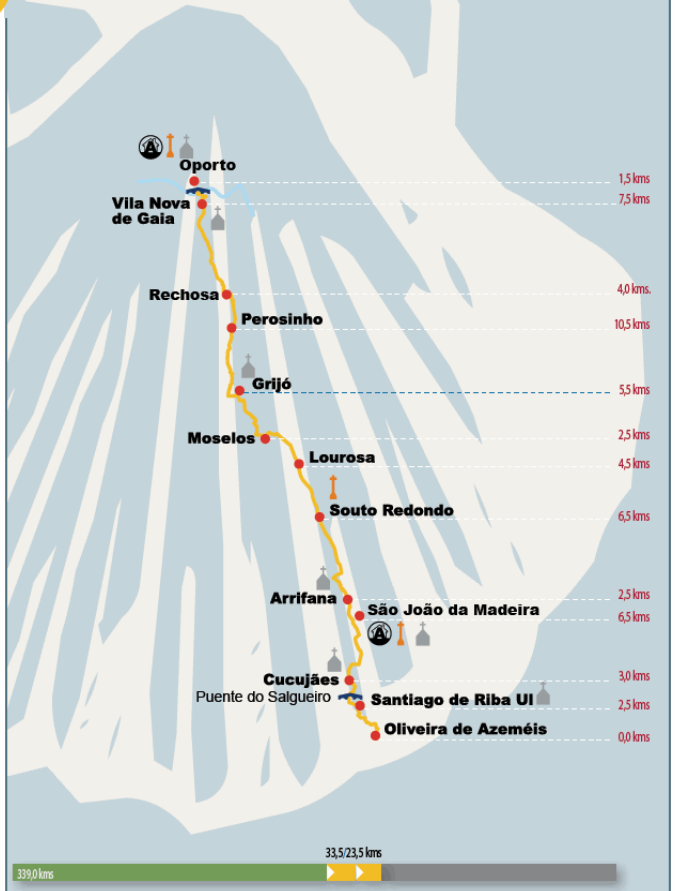 A
Oporto
1,5 kms
Vila Nova
de Gaia
7,5 kms
Rechosa
4,0 kms.
Perosinho
10,5 kms
Grijó
5,5 kms
Moselos
2,5 kms
Lourosa
4,5 kms
Souto Redondo
6,5 kms
Arrifana
2,5 kms
São João da Madeira
6,5 kms
A
Cucujães
3,0 kms
Puente do Salgueiro
Santiago de Riba Ul
2,5 kms
Oliveira de Azeméis
0,0 kms
33,5/23,5 kms
339,0 kms